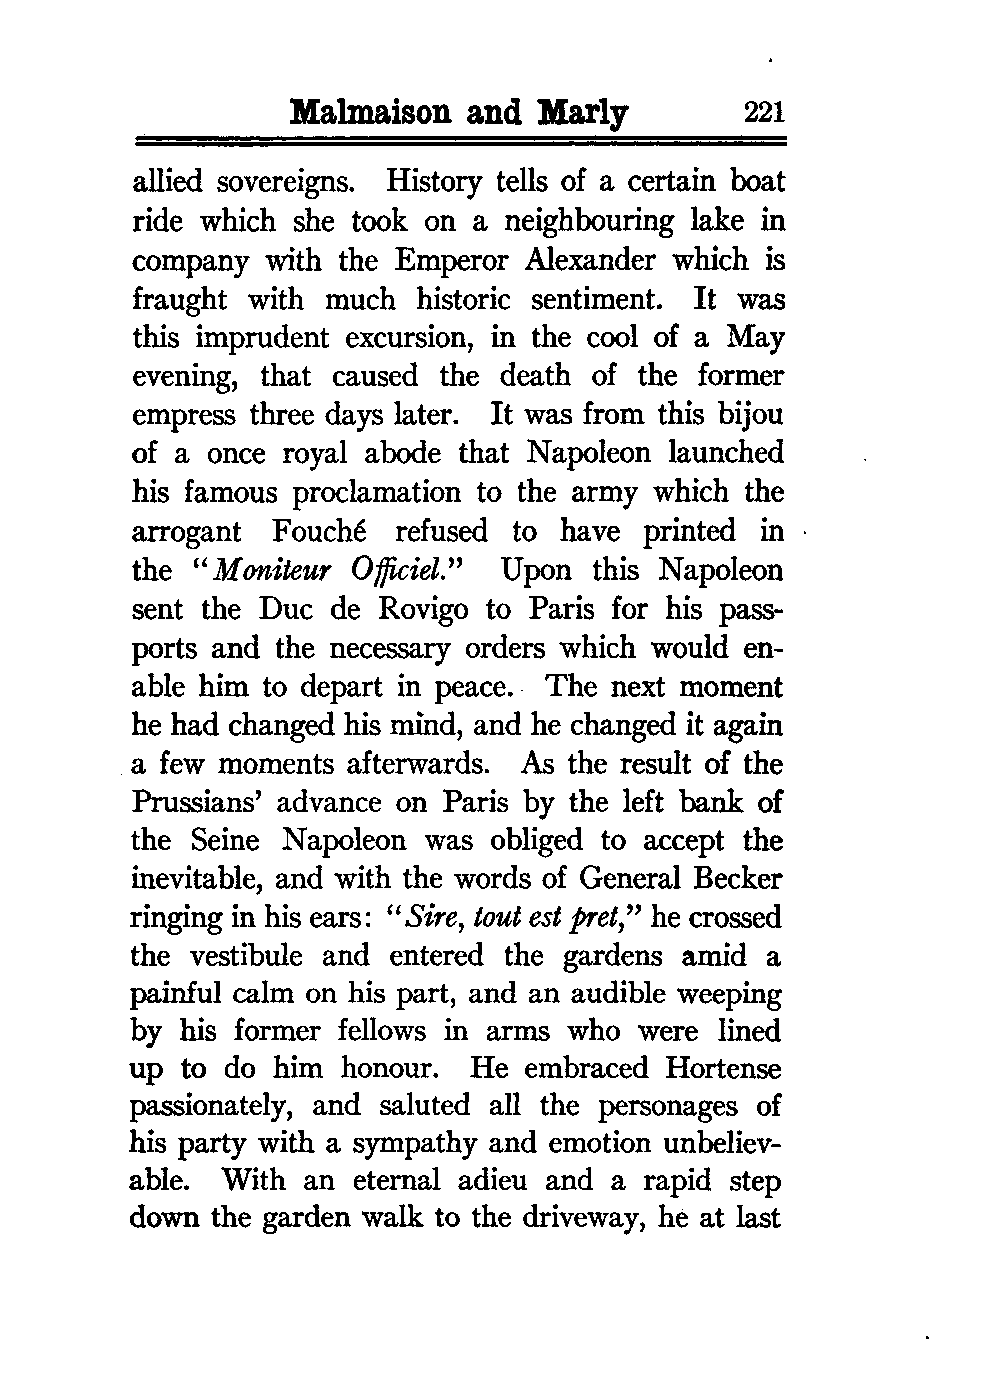 Malmaison and Marly 221
allied sovereigns. History tells of a certain boat
ride which she took on a neighbouring lake in
company with the Emperor Alexander which is
fraught with much historic sentiment. It was
this imprudent excursion, in the cool of a May
evening, that caused the death of the former
empress three days later. It was from this bijou
of a once royal abode that Napoleon launched
his famous proclamation to the army which the
arrogant Fouché refused to have printed in
the "Moniteur Officiel." Upon this Napoleon
sent the Duc de Rovigo to Paris for his pass-
ports and the necessary orders which would en-
able him to depart in peace. The next moment
he had changed his mind, and he changed it again
a few moments afterwards. As the result of the
Prussians' advance on Paris by the left bank of
the Seine Napoleon was obliged to accept the
inevitable, and with the words of General Becker
ringing in his ears: "Sire, tout est pret," he crossed
the vestibule and entered the gardens amid a
painful calm on his part, and an audible weeping
by his former fellows in arms who were lined
up to do him honour. He embraced Hortense
passionately, and saluted all the personages of
his party with a sympathy and emotion unbeliev-
able. With an eternal adieu and a rapid step
down the garden walk to the driveway, he at last